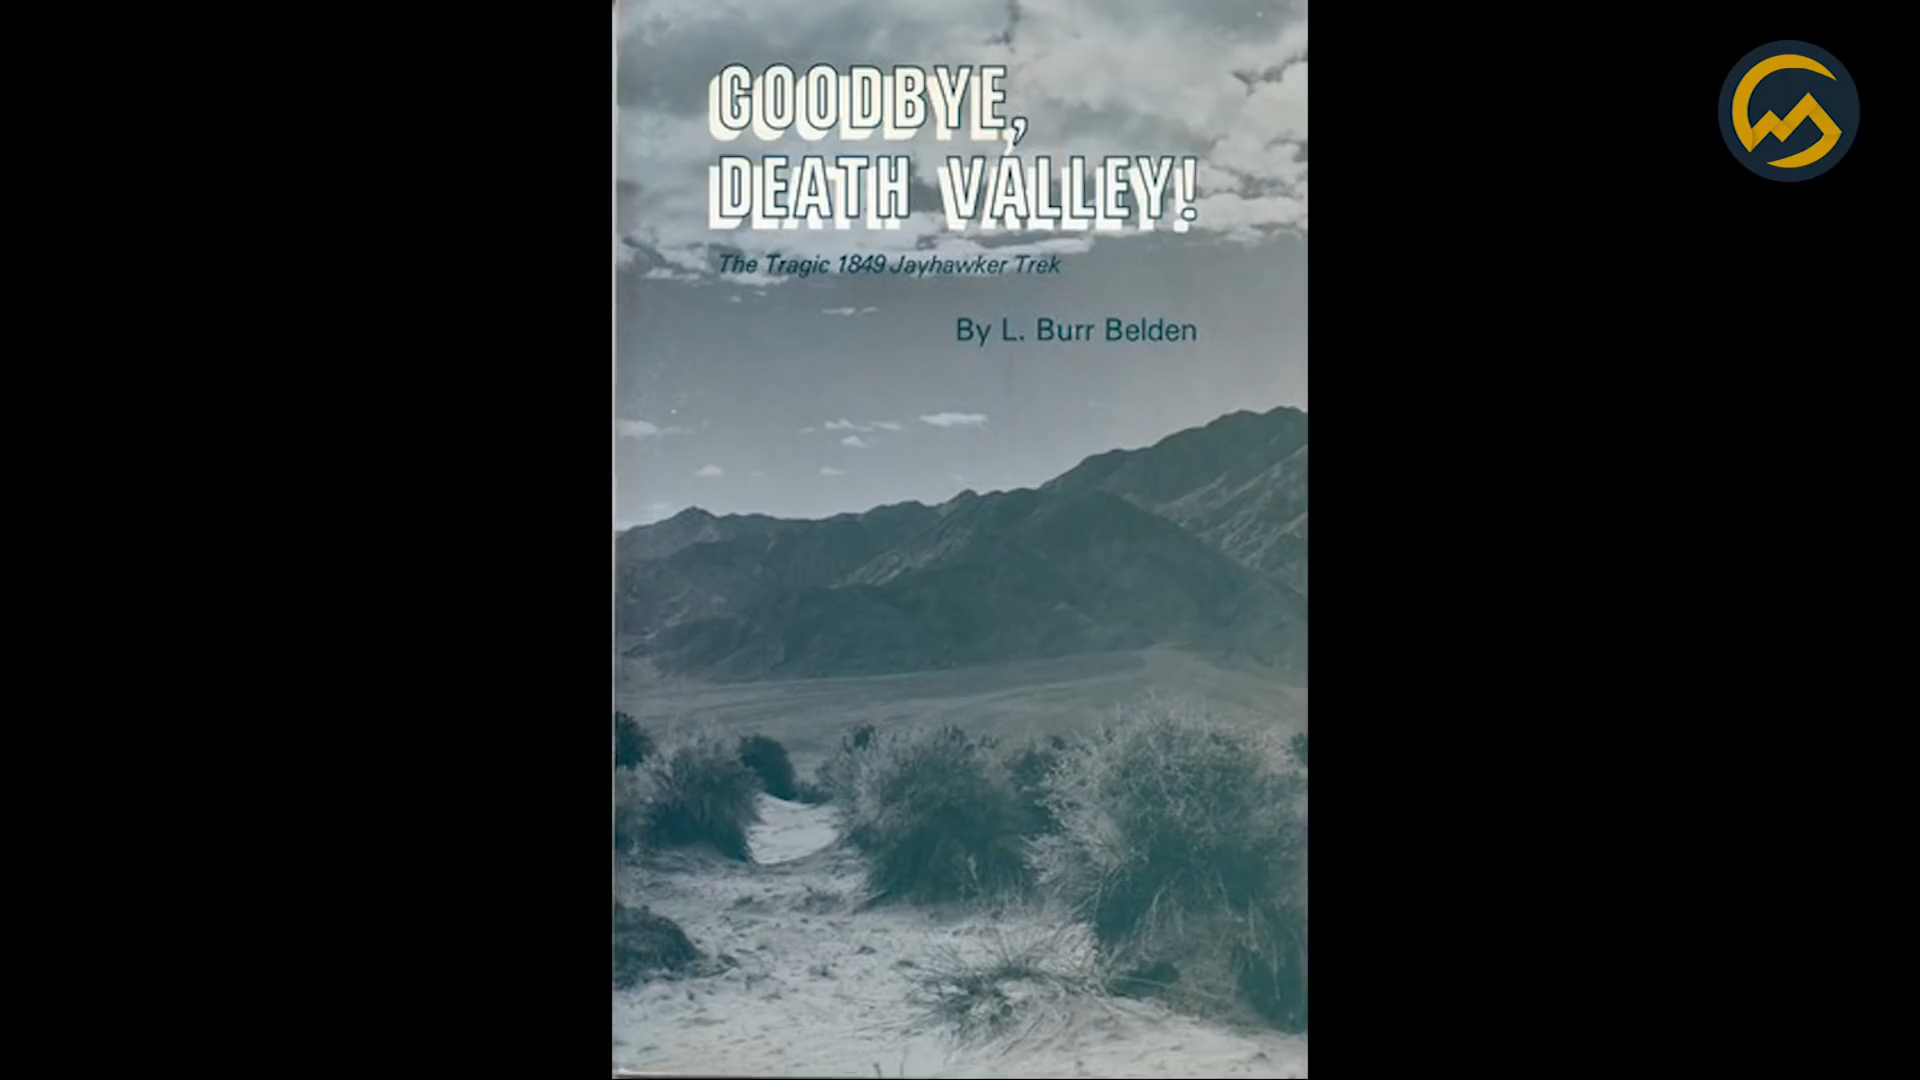 GOODBYE,
DEATH VALLEY!
The Tragic 1849 Jayhawker Trek
By L. Burr Belden